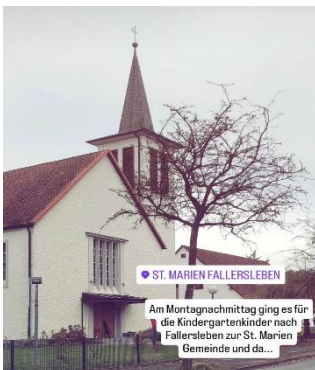 ST. MARIEN FALLERSLEBEN
Am Montagnachmittag ging es für
die Kindergartenkinder nach
Fallersleben zur St. Marien
Gemeinde und da...